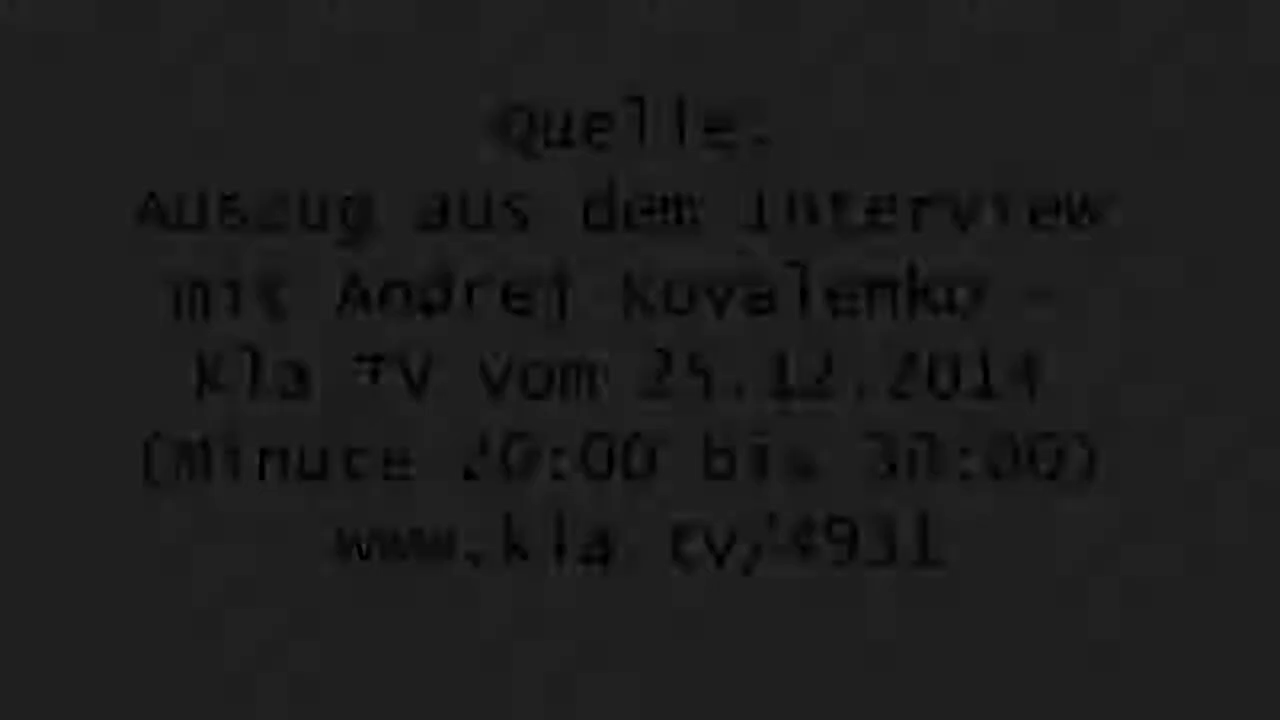 Quelle:
Auszug aus dem Interview
mit Andrej Kovalenko -
Kla TV vom 25.12.2014
(Minute 20:00 bis 30:00)
www.kla.tv/4931